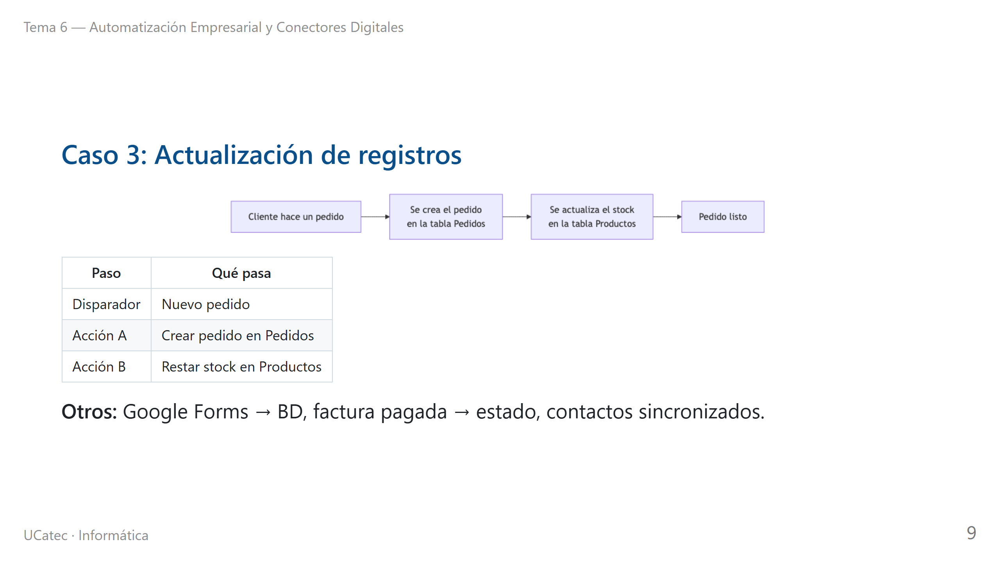 Tema 6 — Automatización Empresarial y Conectores Digitales
Caso 3: Actualización de registros
Cliente hace un pedido
Se crea el pedido
en la tabla Pedidos
Se actualiza el stock
en la tabla Productos
Pedido listo
Paso Qué pasa
Disparador Nuevo pedido
Acción A Crear pedido en Pedidos
Acción B Restar stock en Productos
Otros: Google Forms → BD, factura pagada → estado, contactos sincronizados.
UCatec · Informática
9